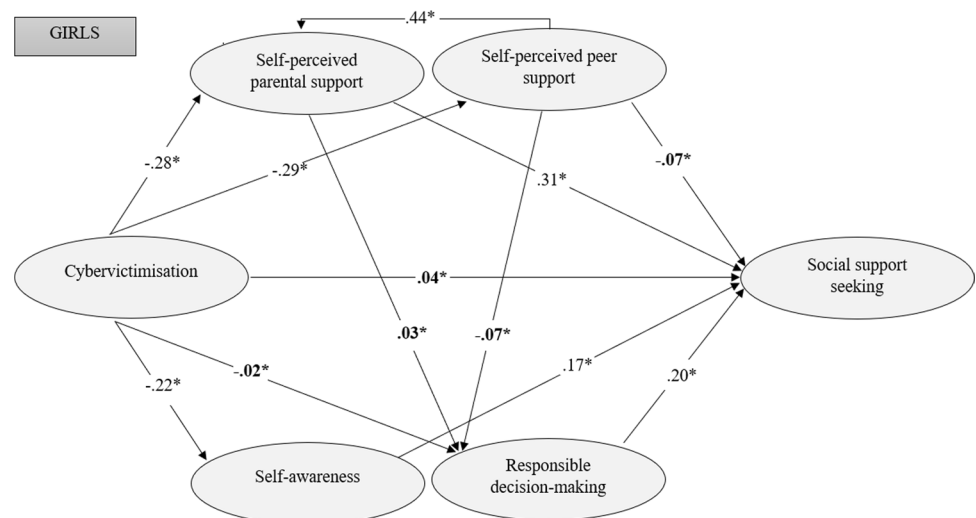 GIRLS
.44*
Self-perceived
parental support
Self-perceived peer
support
-.28*
-.29*
.31*
-.07*
Cybervictimisation
.04*
Social support
seeking
.03*
-.07*
-.22*
-.02*
.17*
.20*
Self-awareness
Responsible
decision-making